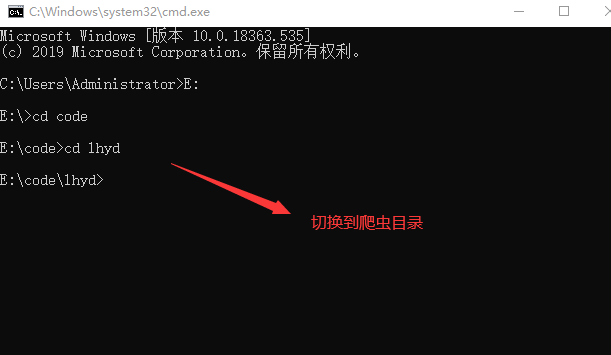 C:\Windows\system32\cmd.exe
Microsoft Windows [版本 10.0.18363.535]
(c) 2019 Microsoft Corporation。保留所有权利。
C:\Users\Administrator>E:
E:\>cd code
E:\code>cd lhyd
E:\code\lhyd>
切换到爬虫目录